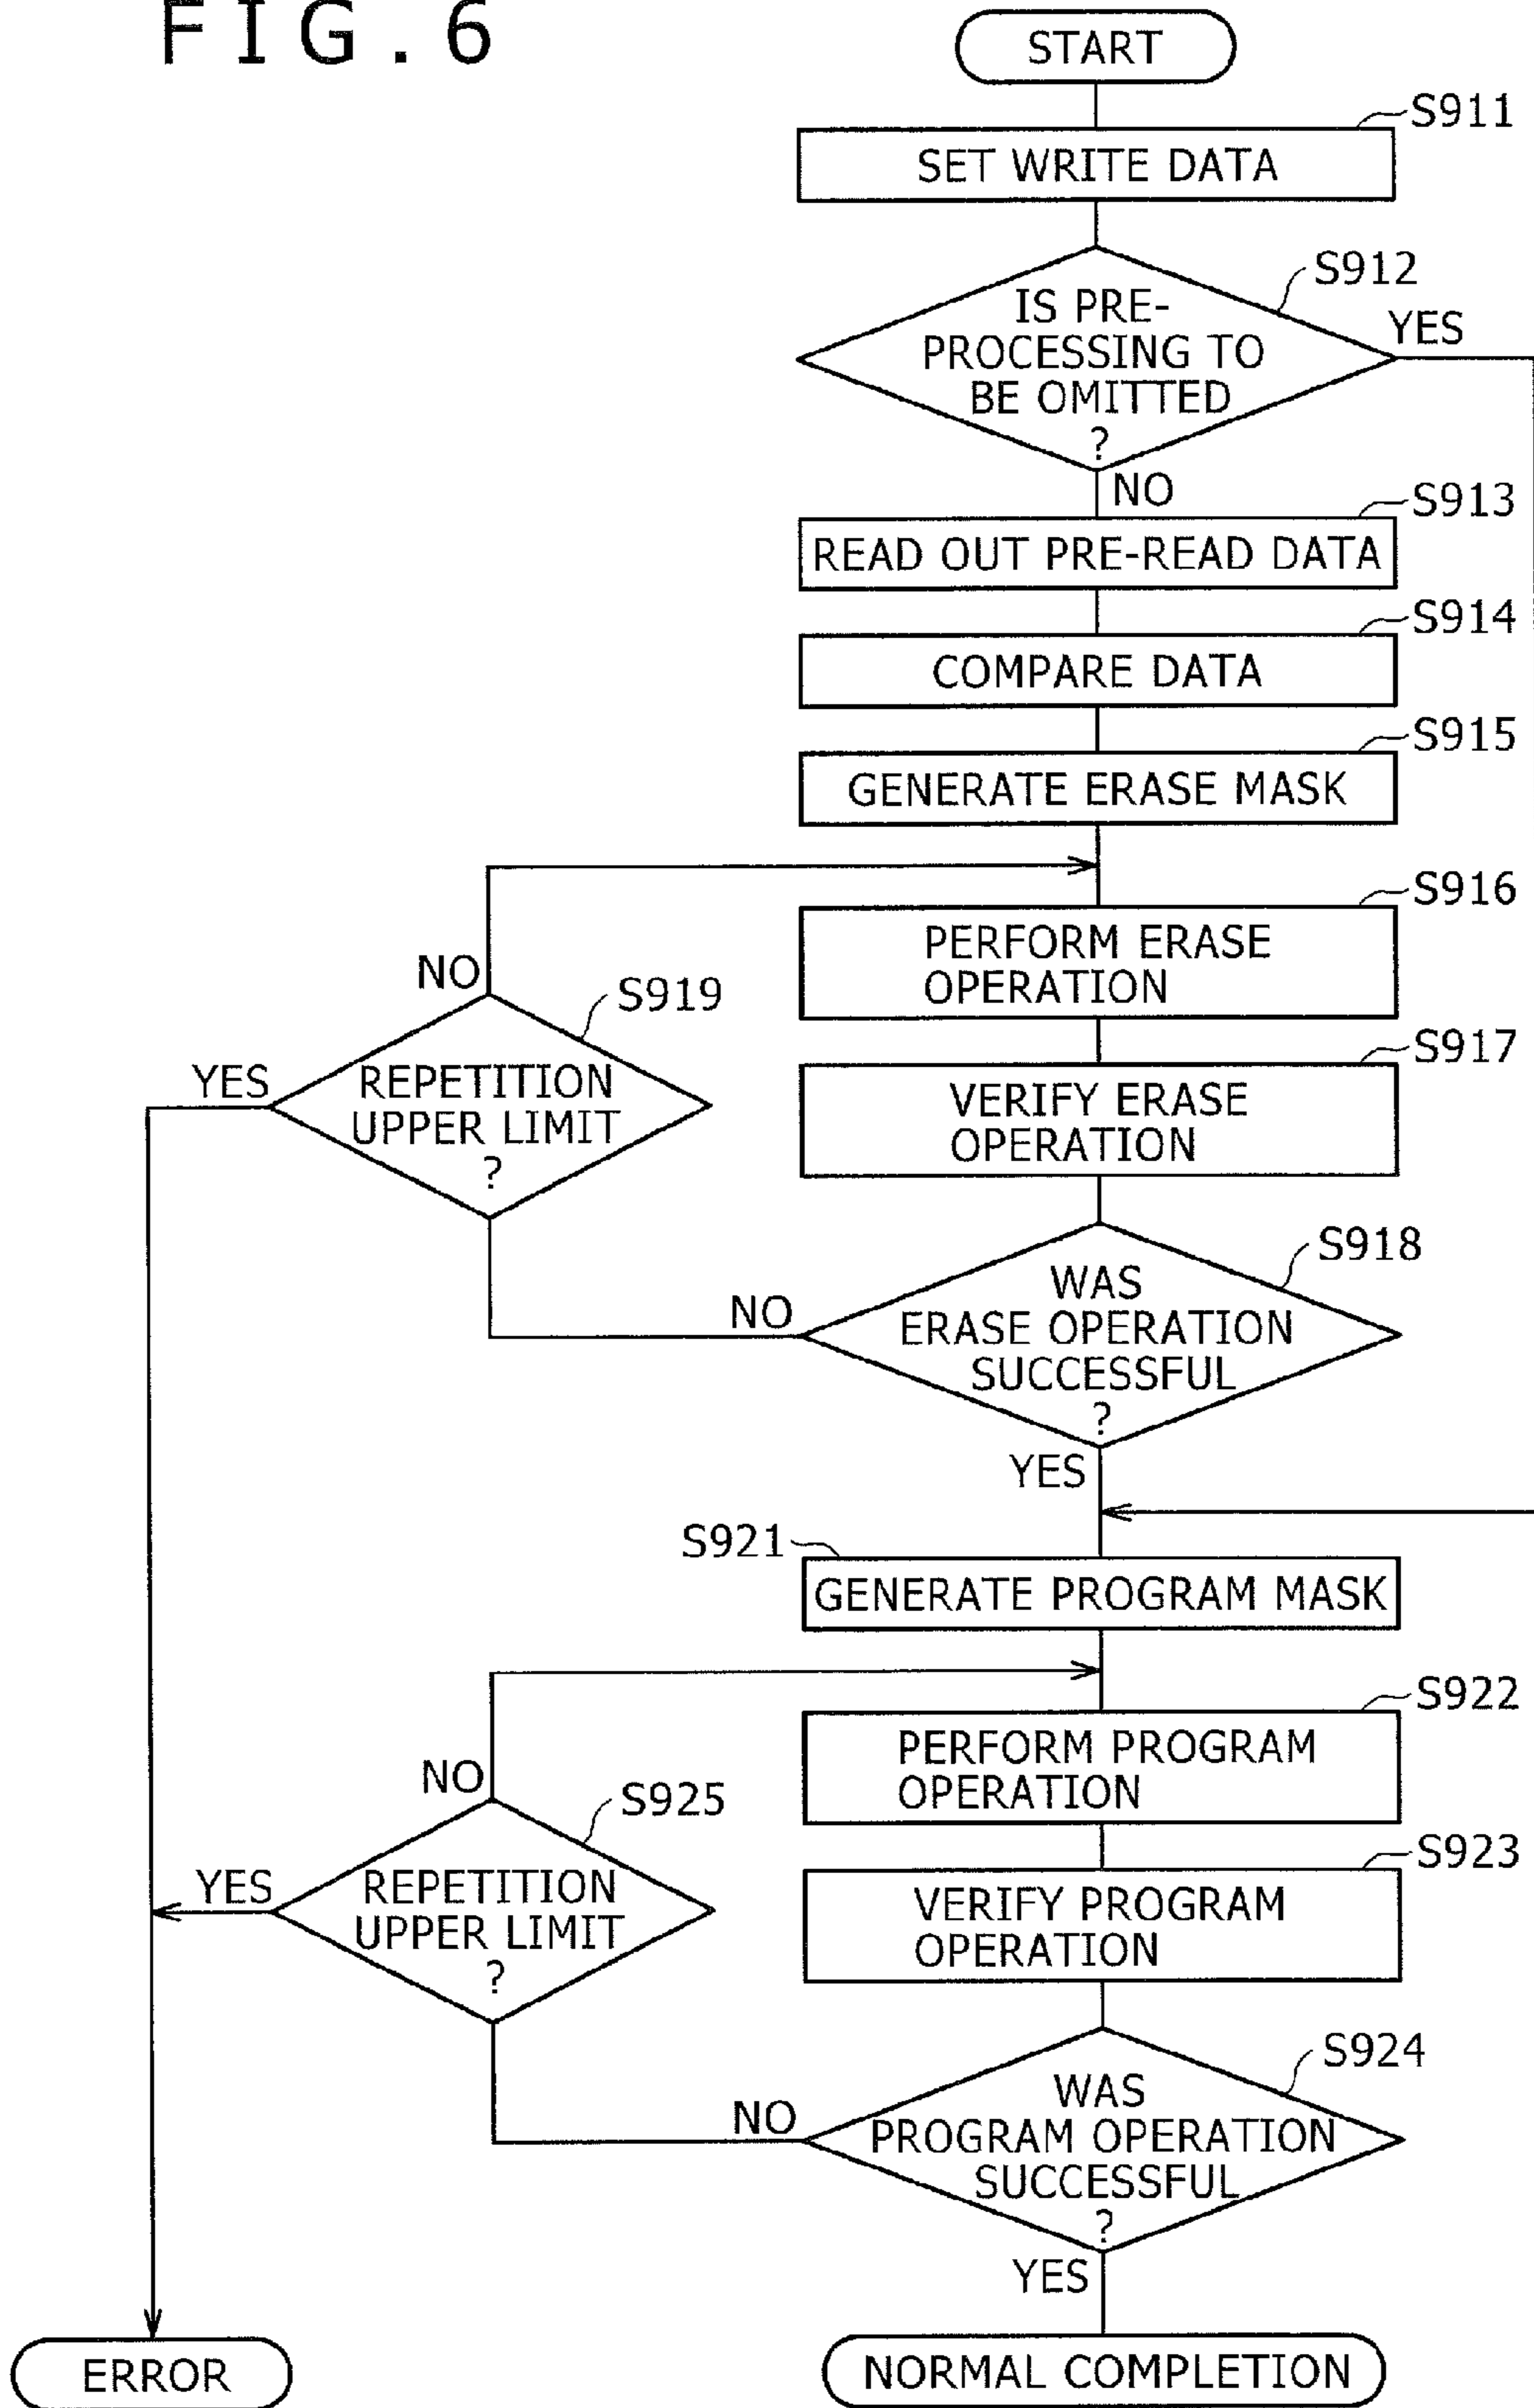 FIG.6
START
S911
SET WRITE DATA
S912
IS PRE-
PROCESSING TO
BE OMITTED
?
YES
NO
S913
READ OUT PRE-READ DATA
S914
COMPARE DATA
S915
GENERATE ERASE MASK
S916
PERFORM ERASE
OPERATION
NO
S919
REPETITION
UPPER LIMIT
?
YES
S917
VERIFY ERASE
OPERATION
S918
WAS
ERASE OPERATION
SUCCESSFUL
?
NO
YES
S921
GENERATE PROGRAM MASK
S922
PERFORM PROGRAM
OPERATION
NO
S925
REPETITION
UPPER LIMIT
?
YES
S923
VERIFY PROGRAM
OPERATION
S924
WAS
PROGRAM OPERATION
SUCCESSFUL
?
NO
YES
ERROR
NORMAL COMPLETION